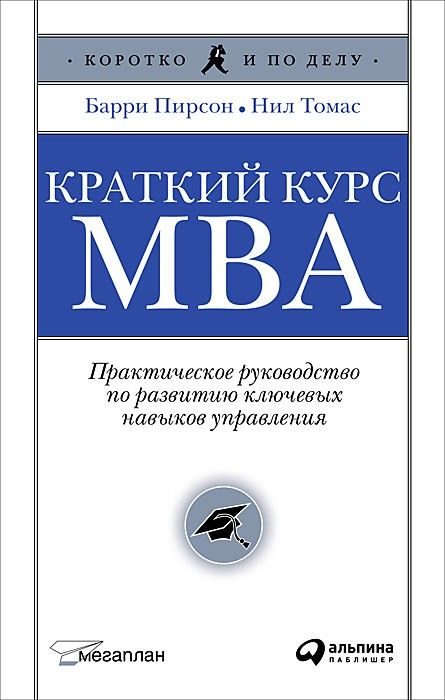 · КОРОТКО И ПО ДЕЛУ ·
Барри Пирсон • Нил Томас
КРАТКИЙ КУРС
МВА
Практическое руководство
по развитию ключевых
навыков управления
мегаплан
альпина
ПАБЛИШЕР